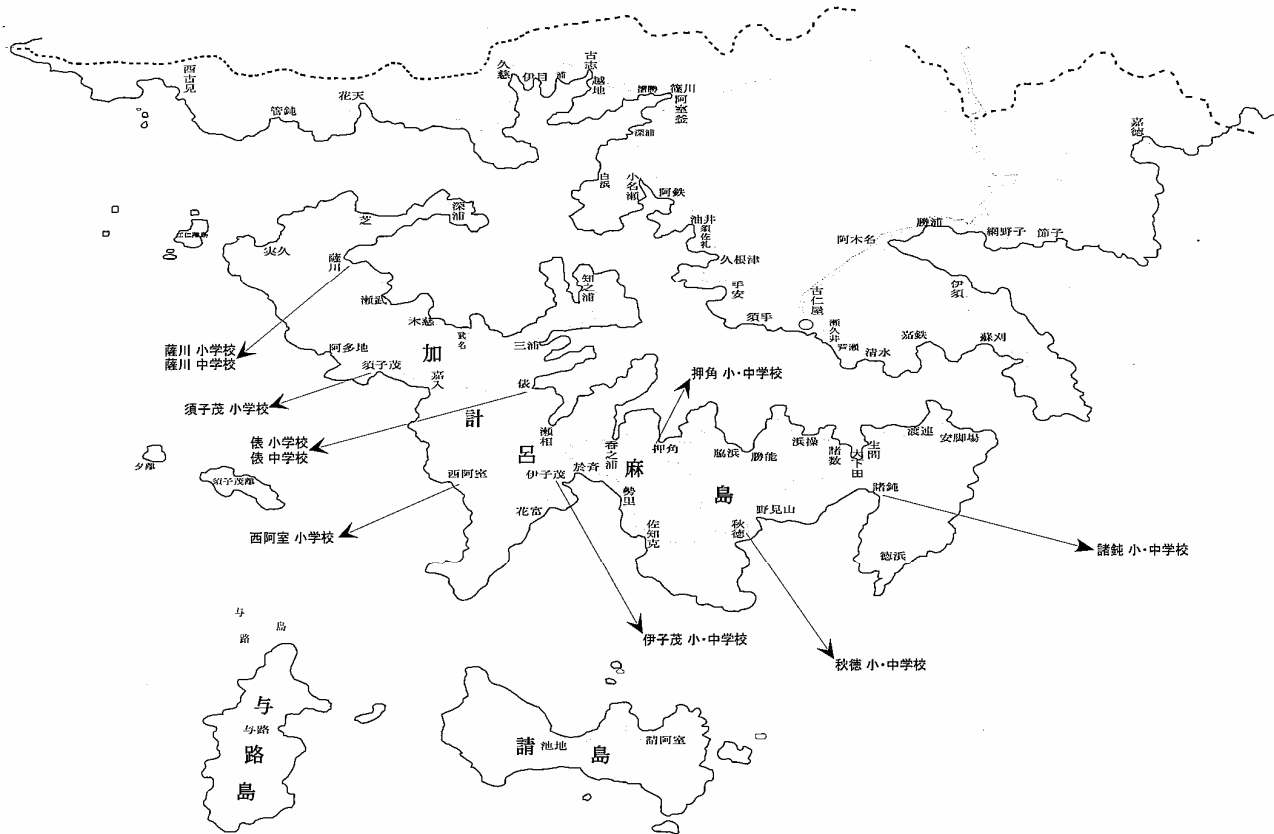 西古見
管鈍
花天
久慈
伊目
浦
古志
越地
篠川
阿室釜
深浦
白浜
小名瀬
阿鉄
油井
須佐礼
久根津
手安
須手
古仁屋
瀬久井
芦瀬
清水
嘉鉄
蘇刈
伊須
阿木名
勝浦
網野子
節子
嘉徳
実久
芝
深浦
薩川
瀬武
木慈
武名
知之浦
三浦
阿多地
須子茂
嘉入
俵
瀬相
西阿室
伊子茂
花富
於斉
春之浦
勢里
佐知克
押角
脇浜
勝能
浜操
諸数
大下田
生間
渡連
安脚場
諸鈍
徳浜
野見山
秋徳
加計呂麻島
薩川 小学校
薩川 中学校
須子茂 小学校
俵 小学校
俵 中学校
西阿室 小学校
伊子茂 小・中学校
押角 小・中学校
秋徳 小・中学校
諸鈍 小・中学校
夕離
須子茂離
与路島
与路島
与路
請島
池地
請阿室